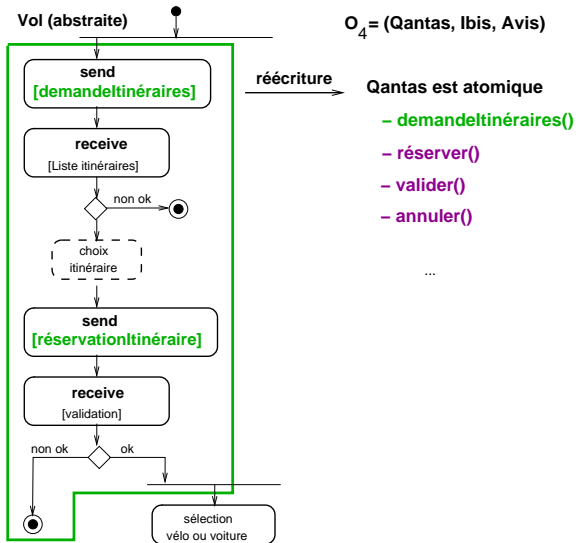 Vol (abstraite)
O4 = (Qantas, Ibis, Avis)
send
[demandeItinéraires]
réécriture
Qantas est atomique
– demandeItinéraires()
– réserver()
– valider()
– annuler()
...
receive
[Liste itinéraires]
non ok
choix
itinéraire
send
[réservationItinéraire]
receive
[validation]
non ok
ok
sélection
vélo ou voiture